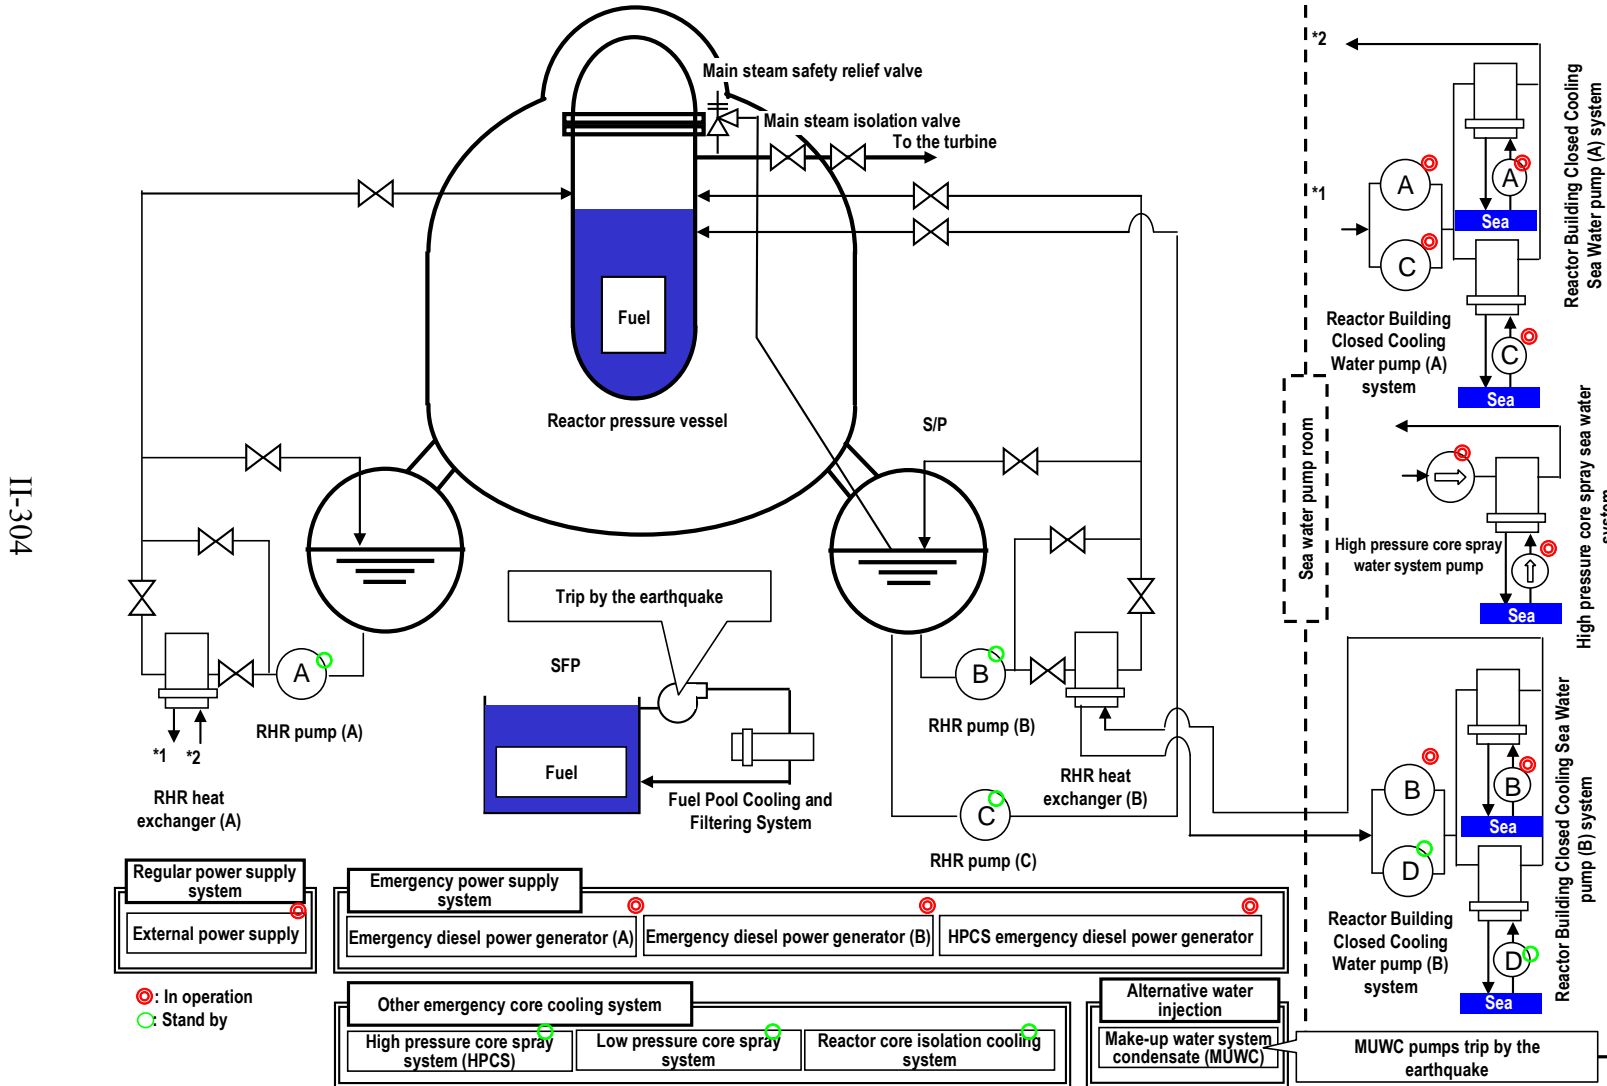 Main steam safety relief valve
Main steam isolation valve
To the turbine
Fuel
Reactor pressure vessel
S/P
II-304
Trip by the earthquake
SFP
Fuel
Fuel Pool Cooling and
Filtering System
A
RHR pump (A)
*1
*2
RHR heat
exchanger (A)
B
RHR pump (B)
RHR heat
exchanger (B)
C
RHR pump (C)
Sea water pump room
*2
*1
A
C
A
Sea
C
Sea
Reactor Building
Closed Cooling
Water pump (A)
system
Reactor Building Closed Cooling
Sea Water pump (A) system
High pressure core spray
water system pump
Sea
High pressure core spray sea water
system
B
D
B
Sea
D
Sea
Reactor Building
Closed Cooling
Water pump (B)
system
Reactor Building Closed Cooling Sea Water
pump (B) system
Regular power supply
system
External power supply
Emergency power supply
system
Emergency diesel power generator (A)
Emergency diesel power generator (B)
HPCS emergency diesel power generator
: In operation
: Stand by
Other emergency core cooling system
High pressure core spray
system (HPCS)
Low pressure core spray
system
Reactor core isolation cooling
system
Alternative water
injection
Make-up water system
condensate (MUWC)
MUWC pumps trip by the
earthquake